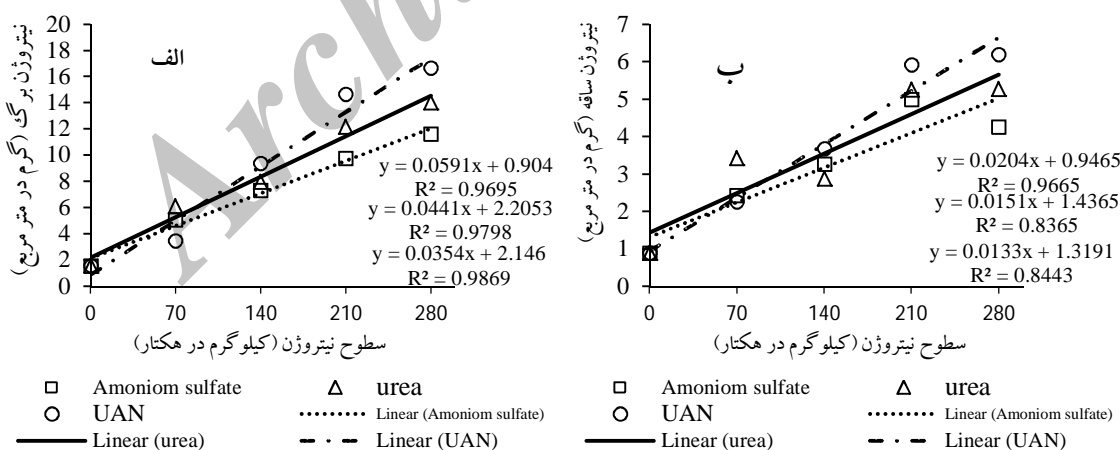 Arch
20
18
16
14
12
10
8
6
4
2
0
نیتروژن برگ (گرم در متر مربع)
الف
y = 0.0591x + 0.904
R² = 0.9695
y = 0.0441x + 2.2053
R² = 0.9798
y = 0.0354x + 2.146
R² = 0.9869
0 70 140 210 280
سطوح نیتروژن (کیلوگرم در هکتار)
Amoniom sulfate urea
UAN Linear (Amoniom sulfate)
Linear (urea) Linear (UAN)
7
6
5
4
3
2
1
0
نیتروژن ساقه (گرم در متر مربع)
ب
y = 0.0204x + 0.9465
R² = 0.9665
y = 0.0151x + 1.4365
R² = 0.8365
y = 0.0133x + 1.3191
R² = 0.8443
0 70 140 210 280
سطوح نیتروژن (کیلوگرم در هکتار)
Amoniom sulfate urea
UAN Linear (Amoniom sulfate)
Linear (urea) Linear (UAN)